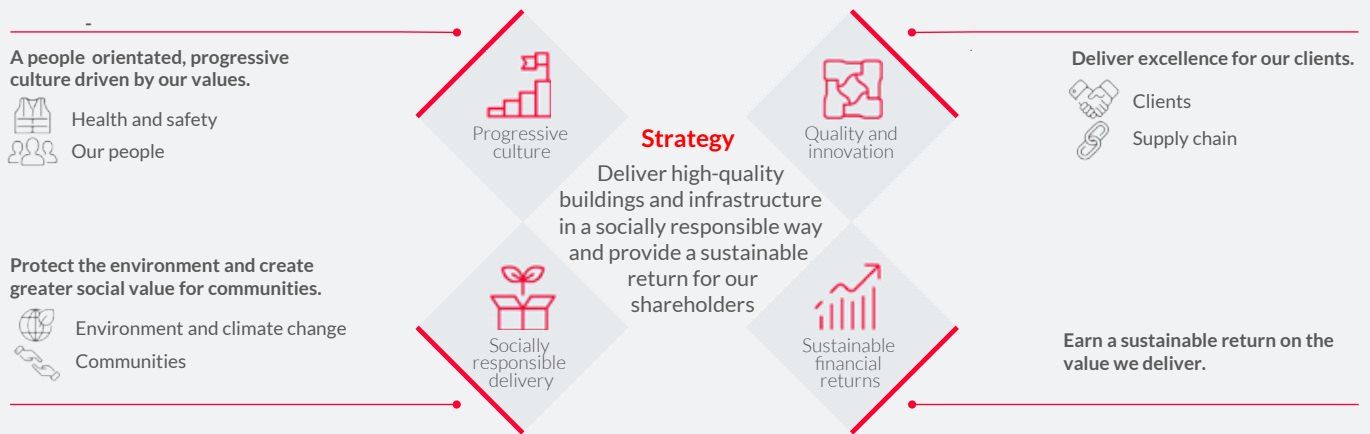 A people orientated, progressive
culture driven by our values.
Health and safety
Our people
Progressive
culture
Strategy
Deliver high-quality
buildings and infrastructure
in a socially responsible way
and provide a sustainable
return for our
shareholders
Quality and
innovation
Deliver excellence for our clients.
Clients
Supply chain
Protect the environment and create
greater social value for communities.
Environment and climate change
Communities
Socially
responsible
delivery
Sustainable
financial
returns
Earn a sustainable return on the
value we deliver.